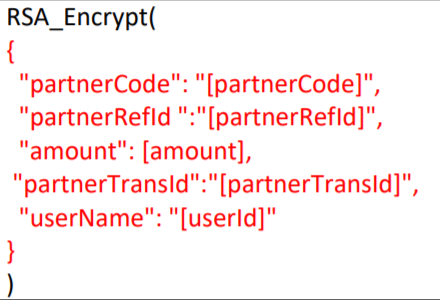 RSA_Encrypt(
{
"partnerCode": "[partnerCode]",
"partnerRefId ":"[partnerRefId]",
"amount": [amount],
"partnerTransId":"[partnerTransId]",
"userName": "[userId]"
}
)